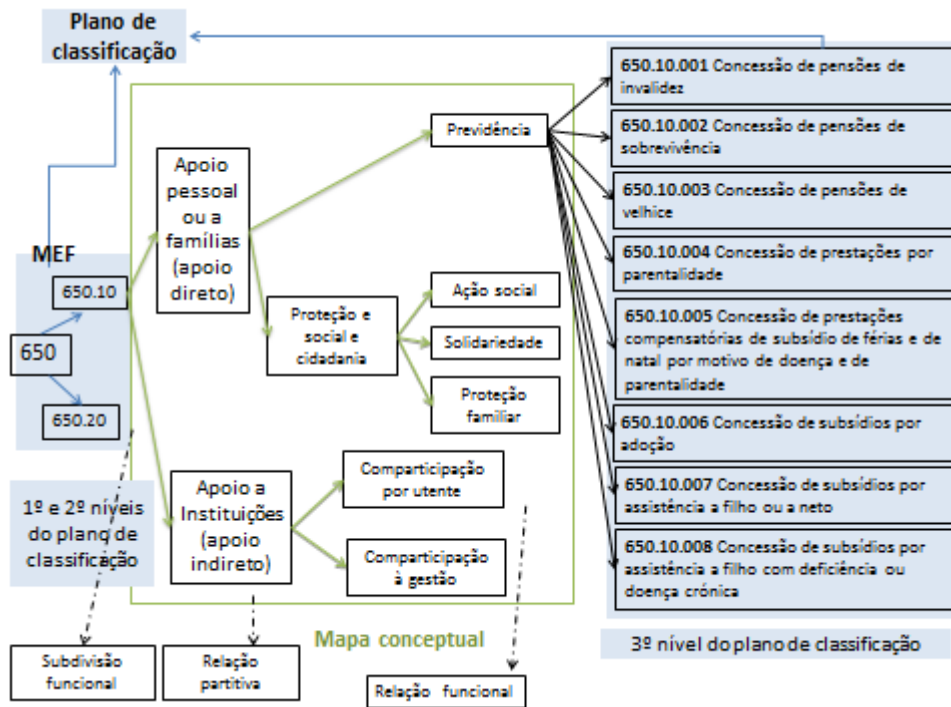 Plano de
classificação
650.10.001 Concessão de pensões de
invalidez
650.10.002 Concessão de pensões de
sobrevivência
650.10.003 Concessão de pensões de
velhice
650.10.004 Concessão de prestações por
parentalidade
650.10.005 Concessão de prestações
compensatórias de subsídio de férias e de
natal por motivo de doença e de
parentalidade
650.10.006 Concessão de subsídios por
adoção
650.10.007 Concessão de subsídios por
assistência a filho ou a neto
650.10.008 Concessão de subsídios por
assistência a filho com deficiência ou
doença crónica
3º nível do plano de classificação
Previdência
Apoio
pessoal
ou a
famílias
(apoio
direto)
MEF
650.10
650
650.20
Proteção e
social e
cidadania
Ação social
Solidariedade
Proteção
familiar
1º e 2º níveis
do plano de
classificação
Apoio a
Instituições
(apoio
indireto)
Comparticipação
por utente
Comparticipação
à gestão
Mapa conceptual
Subdivisão
funcional
Relação
partitiva
Relação funcional